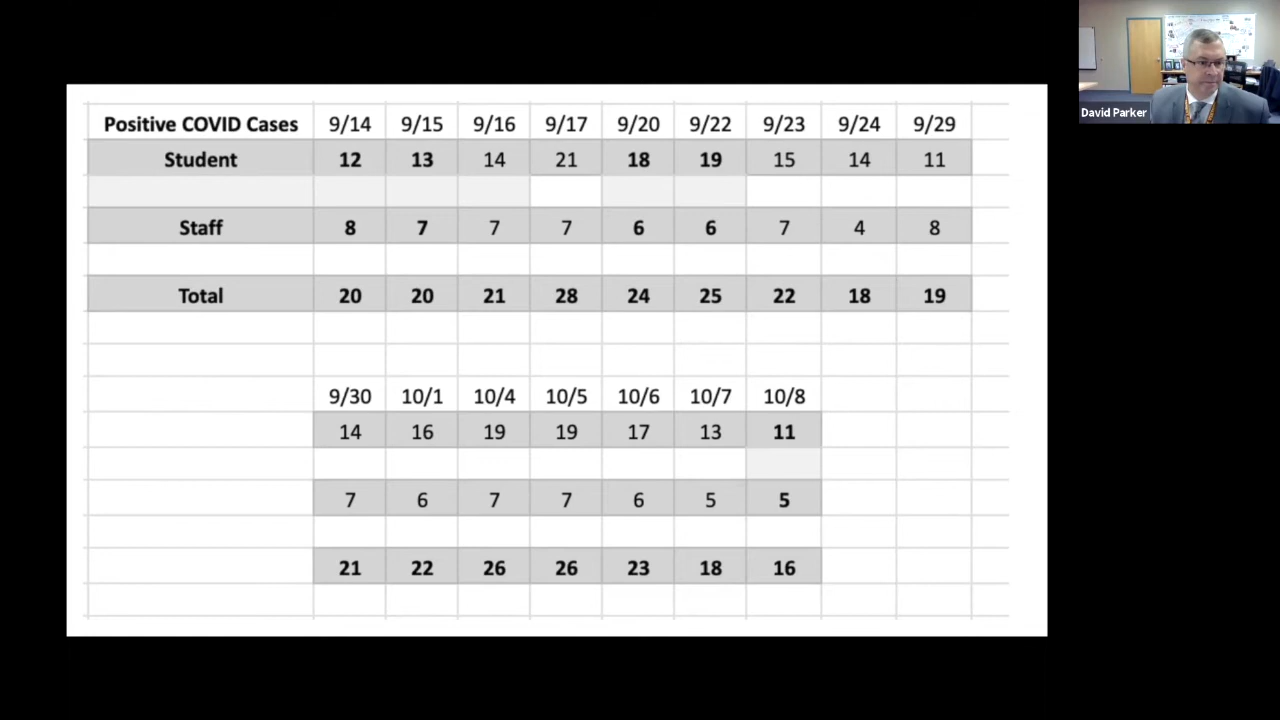 Positive COVID Cases 9/14 9/15 9/16 9/17 9/20 9/22 9/23 9/24 9/29
Student 12 13 14 21 18 19 15 14 11
Staff 8 7 7 7 6 6 7 4 8
Total 20 20 21 28 24 25 22 18 19
9/30 10/1 10/4 10/5 10/6 10/7 10/8
14 16 19 19 17 13 11
7 6 7 7 6 5 5
21 22 26 26 23 18 16
David Parker